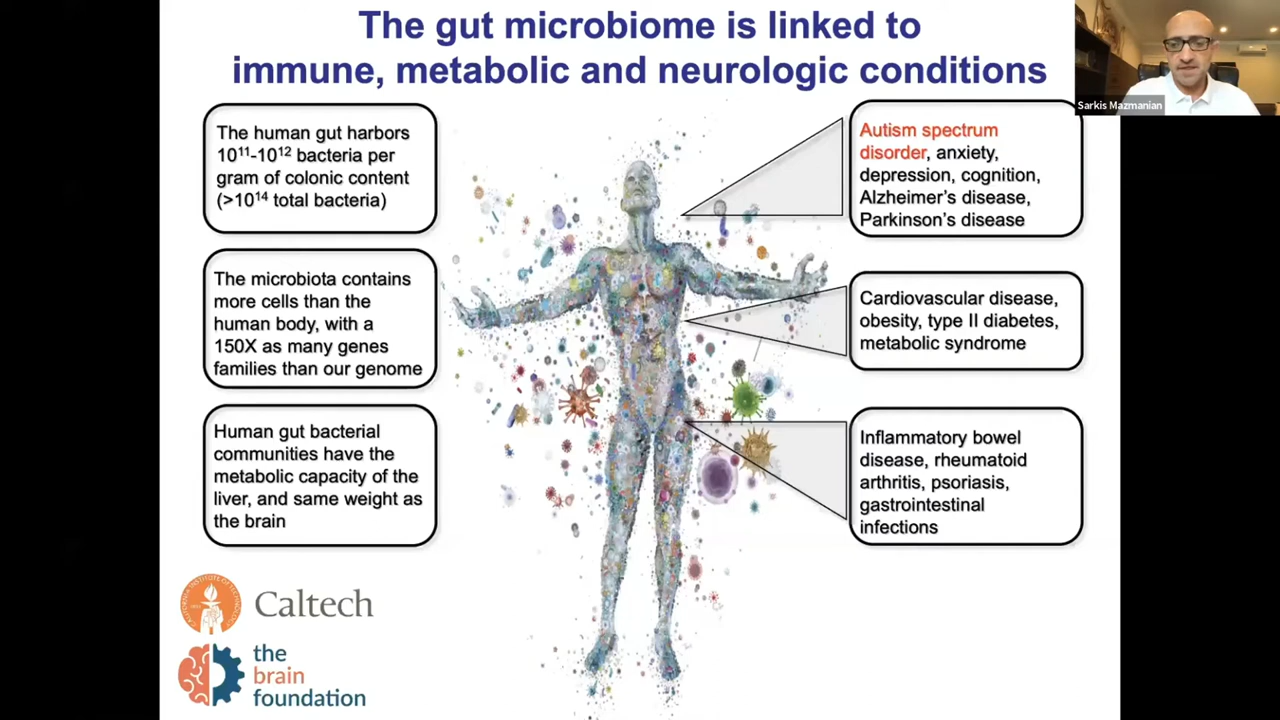 The gut microbiome is linked to
immune, metabolic and neurologic conditions
Sarkis Mazmanian
The human gut harbors
10¹¹-10¹² bacteria per
gram of colonic content
(>10¹⁴ total bacteria)
The microbiota contains
more cells than the
human body, with a
150X as many genes
families than our genome
Human gut bacterial
communities have the
metabolic capacity of the
liver, and same weight as
the brain
Autism spectrum
disorder, anxiety,
depression, cognition,
Alzheimer's disease,
Parkinson's disease
Cardiovascular disease,
obesity, type II diabetes,
metabolic syndrome
Inflammatory bowel
disease, rheumatoid
arthritis, psoriasis,
gastrointestinal
infections
Caltech
the
brain
foundation